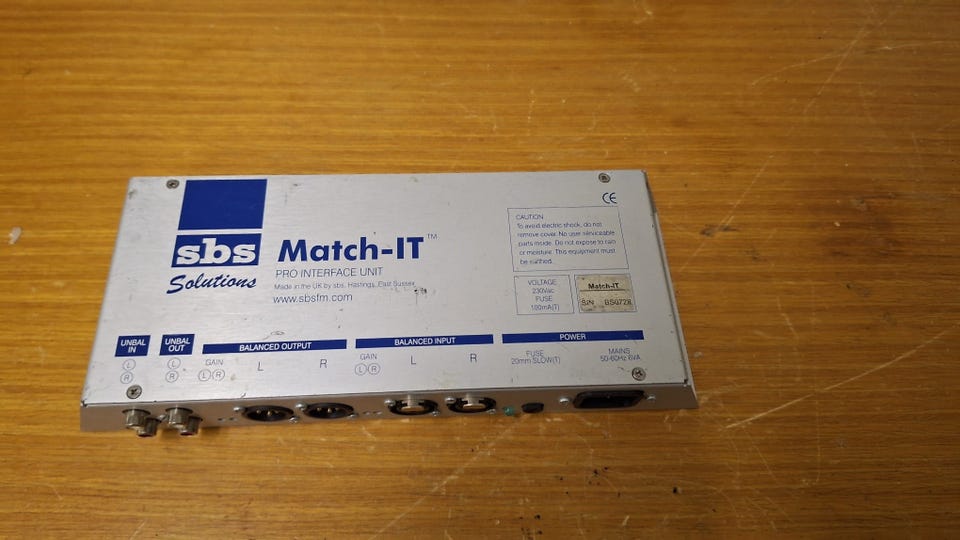 sbs
Solutions
Match-IT™
PRO INTERFACE UNIT
Made in the UK by sbs, Hastings, East Sussex
www.sbsfm.com
CE
CAUTION
To avoid electric shock, do not
remove cover. No user serviceable
parts inside. Do not expose to rain
or moisture. This equipment must
be earthed.
VOLTAGE
230Vac
FUSE
100mA(T)
Match-IT
S/N BS0728
UNBAL
IN
L
R
UNBAL
OUT
L
R
BALANCED OUTPUT
GAIN
L R
L
R
BALANCED INPUT
GAIN
L R
L
R
POWER
FUSE
20mm SLOW(T)
MAINS
50-60Hz 6VA